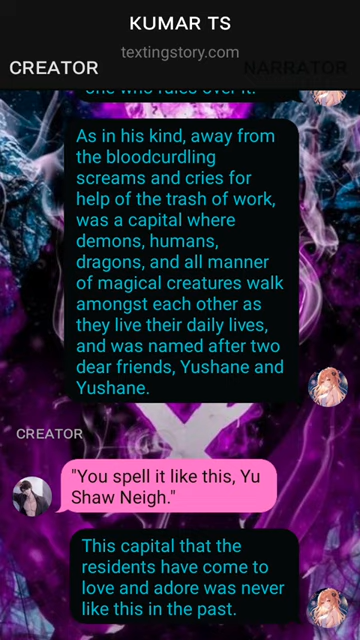 KUMAR TS
textingstory.com
CREATOR
NARRATOR
one who rules over it.
As in his kind, away from
the bloodcurdling
screams and cries for
help of the trash of work,
was a capital where
demons, humans,
dragons, and all manner
of magical creatures walk
amongst each other as
they live their daily lives,
and was named after two
dear friends, Yushane and
Yushane.
CREATOR
"You spell it like this, Yu
Shaw Neigh."
This capital that the
residents have come to
love and adore was never
like this in the past.